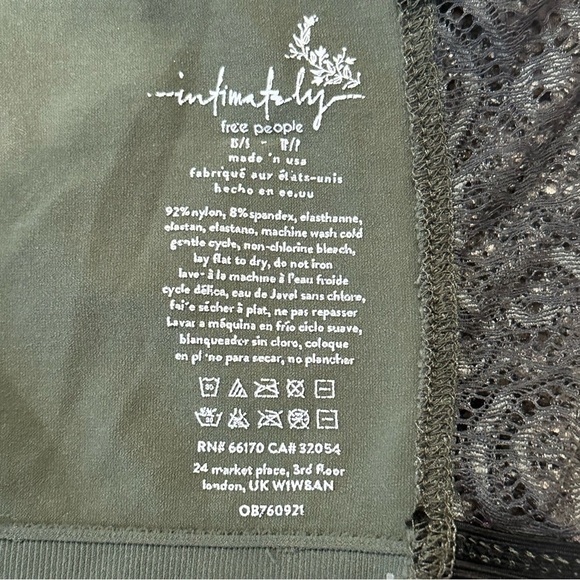 intimately
free people
made in usa
fabriqué aux états-unis
hecho en ee.uu
92% nylon, 8% spandex, elasthanne,
elastan, elastano, machine wash cold
gentle cycle, non-chlorine bleach,
lay flat to dry, do not iron
laver à la machine à l'eau froide
cycle délica, eau de Javel sans chlore,
faire sécher à plat, ne pas repasser
Lavar a máquina en frío ciclo suave,
blanqueador sin cloro, coloque
en plano para secar, no planchar
RN# 66170 CA# 32054
24 market place, 3rd floor
london, UK W1W8AN
OB760921